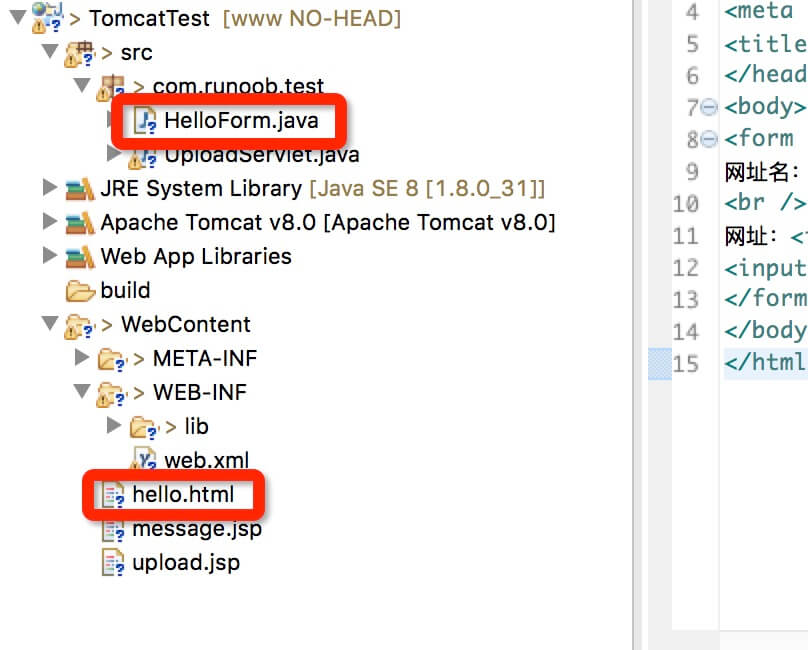 > TomcatTest [www NO-HEAD]
> src
> com.runoob.test
HelloForm.java
UploadServlet.java
JRE System Library [Java SE 8 [1.8.0_31]]
Apache Tomcat v8.0 [Apache Tomcat v8.0]
Web App Libraries
build
> WebContent
> META-INF
> WEB-INF
> lib
web.xml
hello.html
message.jsp
upload.jsp
4 <meta
5 <title
6 </head
7 <body>
8 <form
9 网址名：
10 <br />
11 网址：<
12 <input
13 </form
14 </body
15 </html